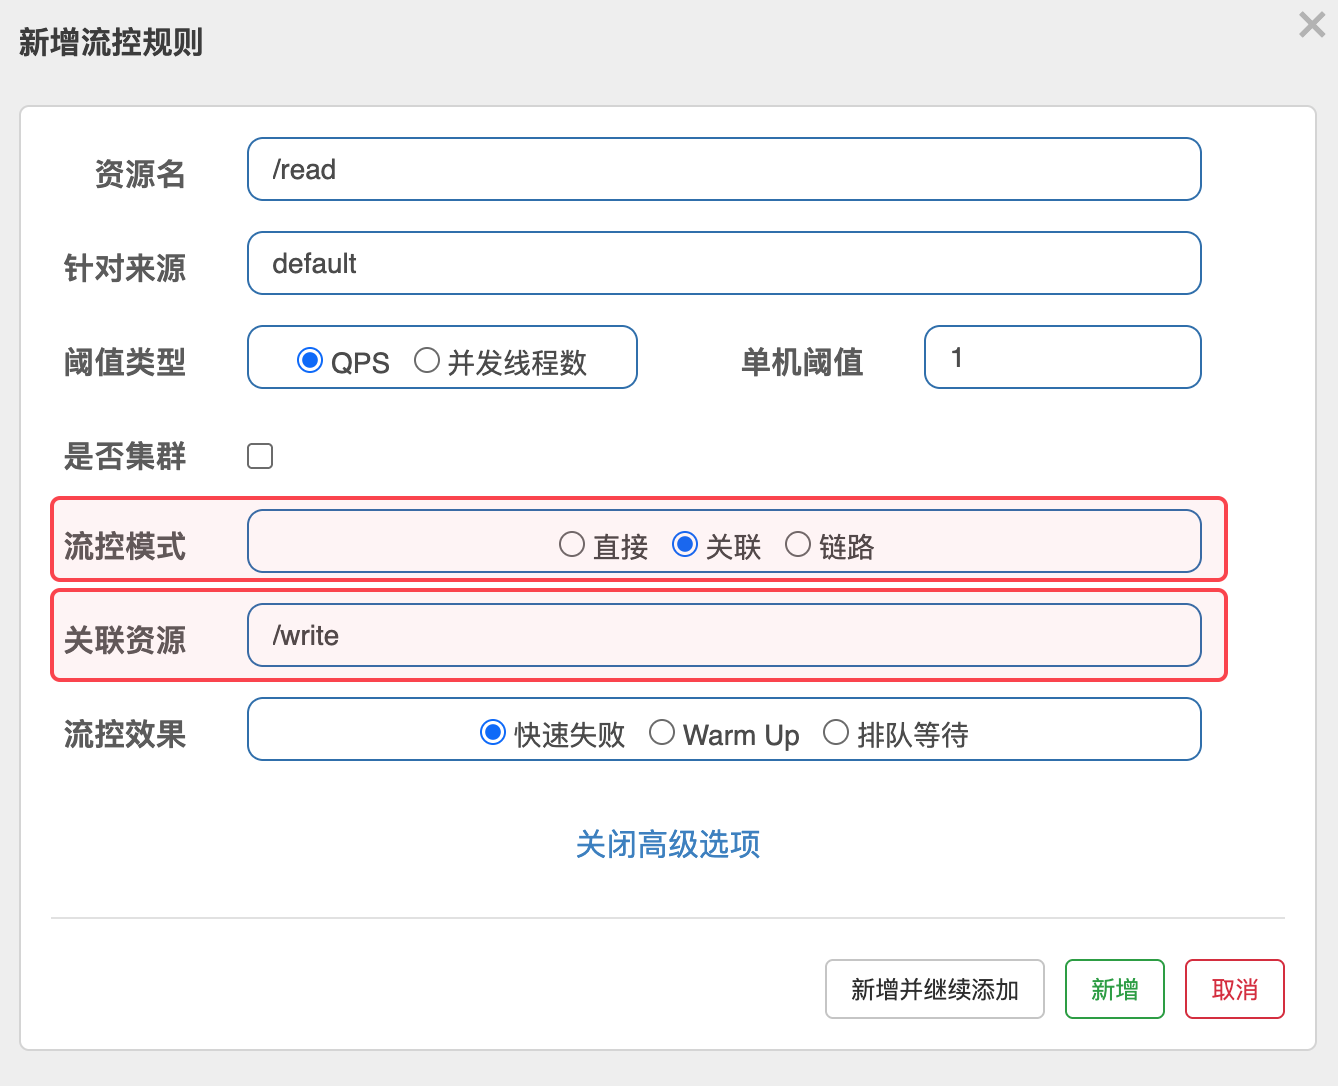 新增流控规则
资源名 /read
针对来源 default
阈值类型 QPS 并发线程数 单机阈值 1
是否集群
流控模式 直接 关联 链路
关联资源 /write
流控效果 快速失败 Warm Up 排队等待
关闭高级选项
新增并继续添加 新增 取消